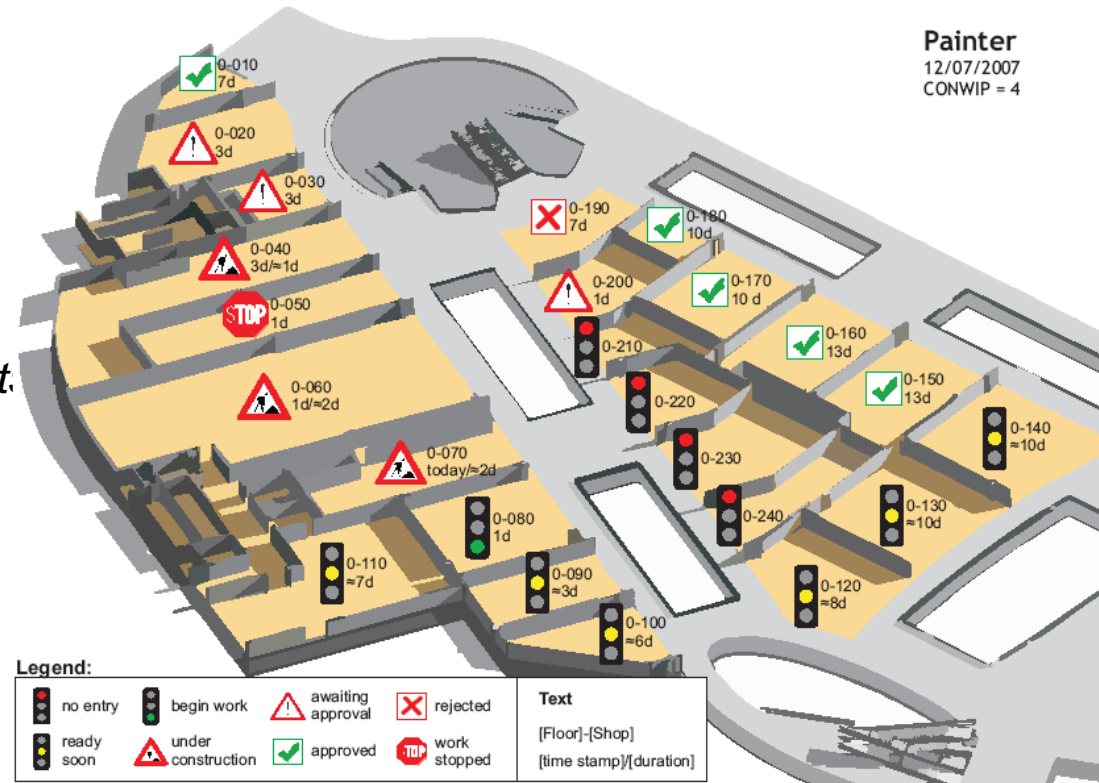 Painter
12/07/2007
CONWIP = 4
0-010
7d
0-020
3d
0-030
3d
0-040
3d/≈1d
STOP
0-050
1d
0-060
1d/≈2d
0-070
today/≈2d
0-080
1d
0-090
≈3d
0-100
≈6d
0-110
≈7d
0-190
7d
0-180
10d
0-200
1d
0-170
10 d
0-210
0-160
13d
0-220
0-150
13d
0-230
0-140
≈10d
0-240
0-130
≈10d
0-120
≈8d
Legend:
no entry
begin work
awaiting
approval
rejected
ready
soon
under
construction
approved
STOP
work
stopped
Text
[Floor]-[Shop]
[time stamp]/[duration]